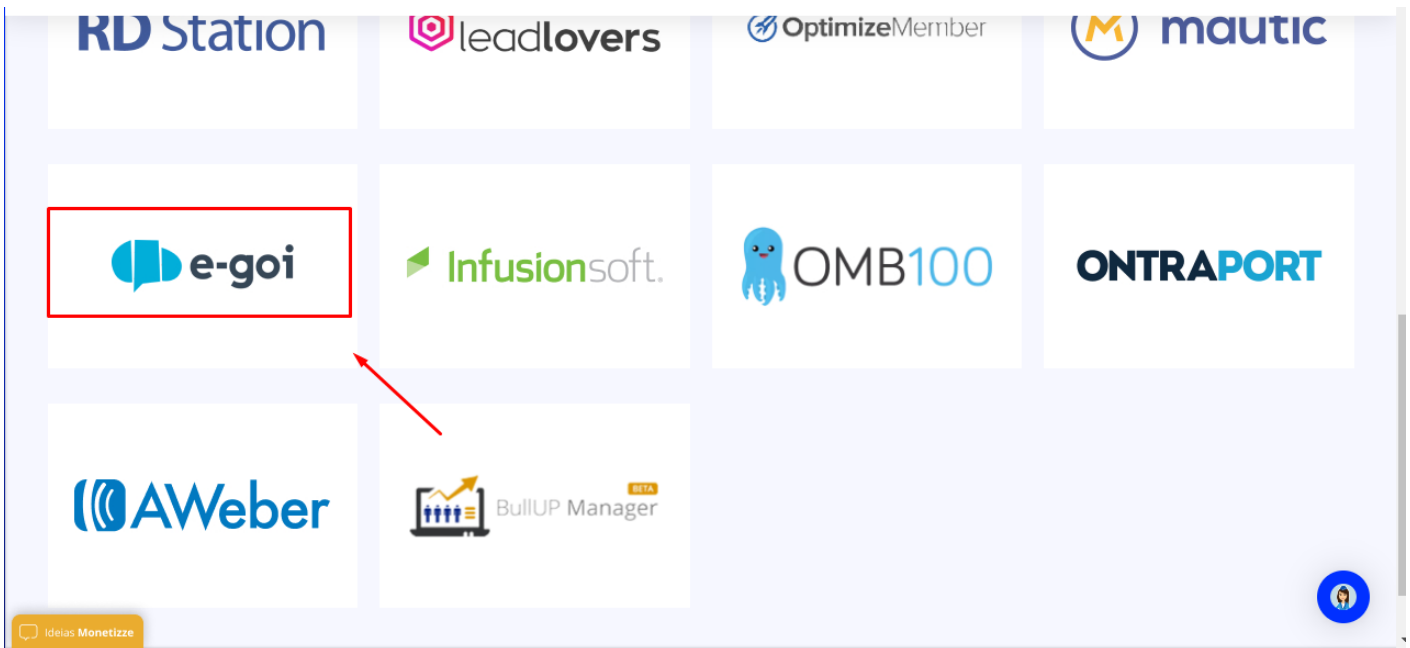 RD Station
leadlovers
OptimizeMember
mautic
e-goi
Infusionsoft.
OMB100
ONTRAPORT
AWeber
BETA
BullUP Manager
Ideias Monetizze